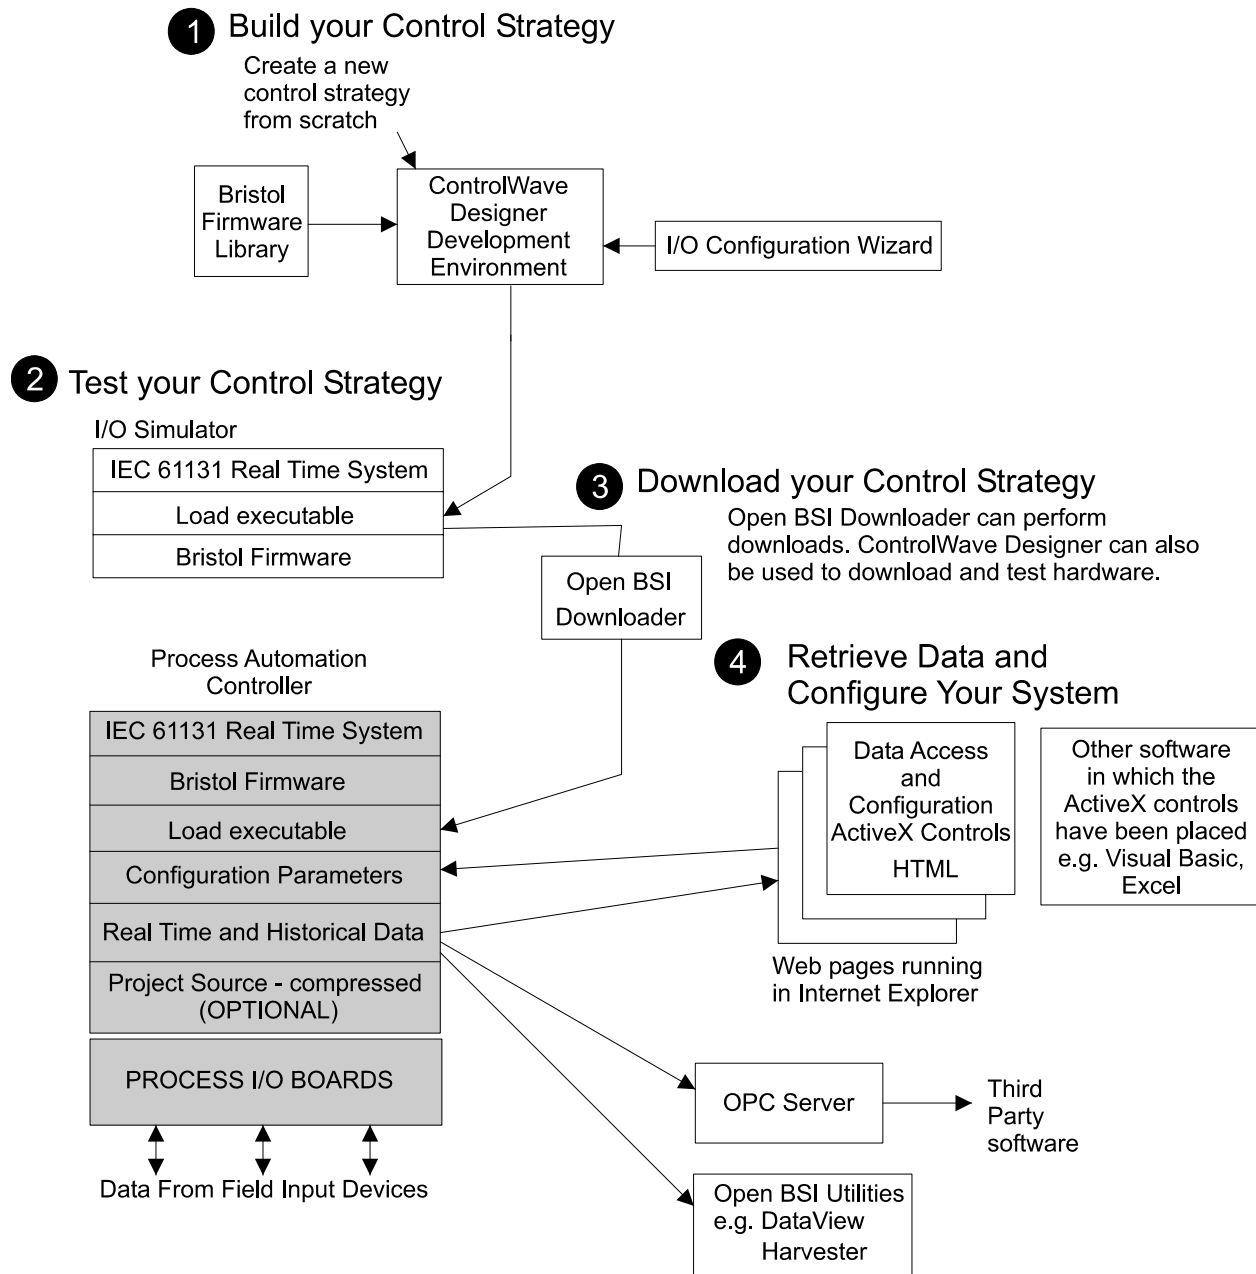 1 Build your Control Strategy
Create a new
control strategy
from scratch
Bristol
Firmware
Library
ControlWave
Designer
Development
Environment
I/O Configuration Wizard
2 Test your Control Strategy
I/O Simulator
IEC 61131 Real Time System
Load executable
Bristol Firmware
3 Download your Control Strategy
Open BSI Downloader can perform
downloads. ControlWave Designer can also
be used to download and test hardware.
Open BSI
Downloader
Process Automation
Controller
IEC 61131 Real Time System
Bristol Firmware
Load executable
Configuration Parameters
Real Time and Historical Data
Project Source - compressed
(OPTIONAL)
PROCESS I/O BOARDS
Data From Field Input Devices
4 Retrieve Data and
Configure Your System
Data Access
and
Configuration
ActiveX Controls
HTML
Web pages running
in Internet Explorer
Other software
in which the
ActiveX controls
have been placed
e.g. Visual Basic,
Excel
OPC Server
Third
Party
software
Open BSI Utilities
e.g. DataView
Harvester